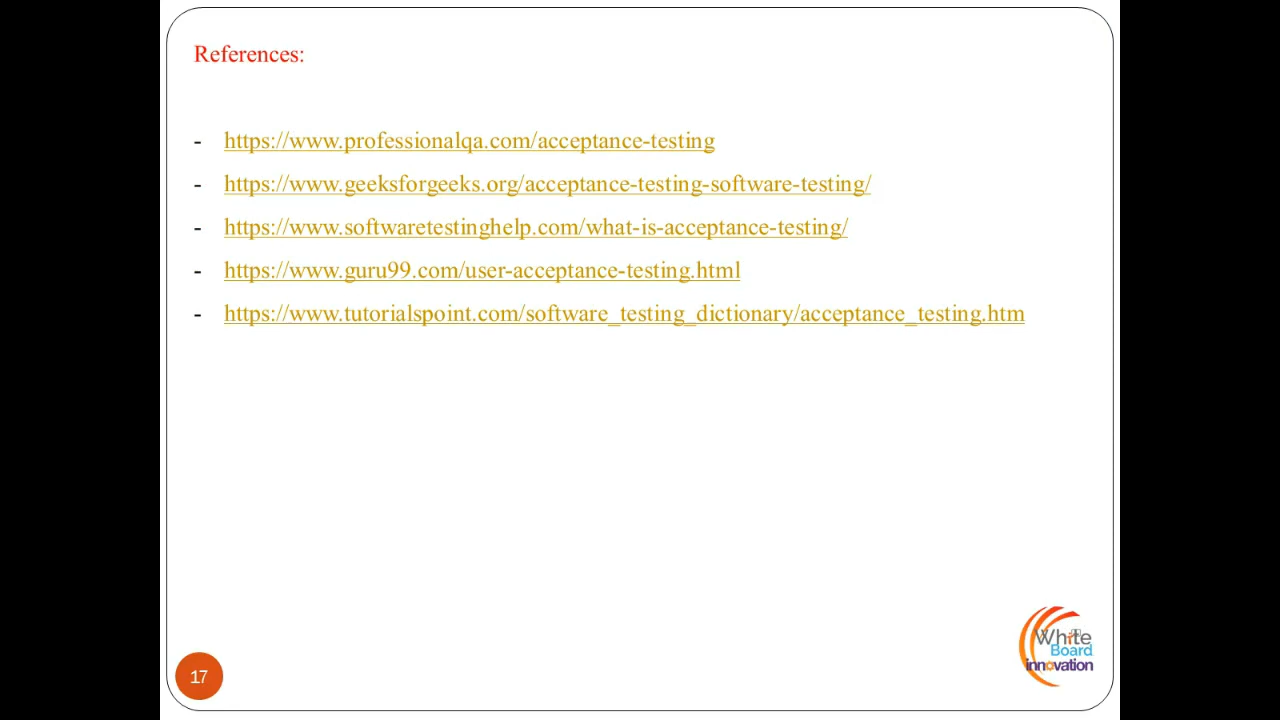 References:
- https://www.professionalqa.com/acceptance-testing
- https://www.geeksforgeeks.org/acceptance-testing-software-testing/
- https://www.softwaretestinghelp.com/what-is-acceptance-testing/
- https://www.guru99.com/user-acceptance-testing.html
- https://www.tutorialspoint.com/software_testing_dictionary/acceptance_testing.htm
White
Board
innovation
17